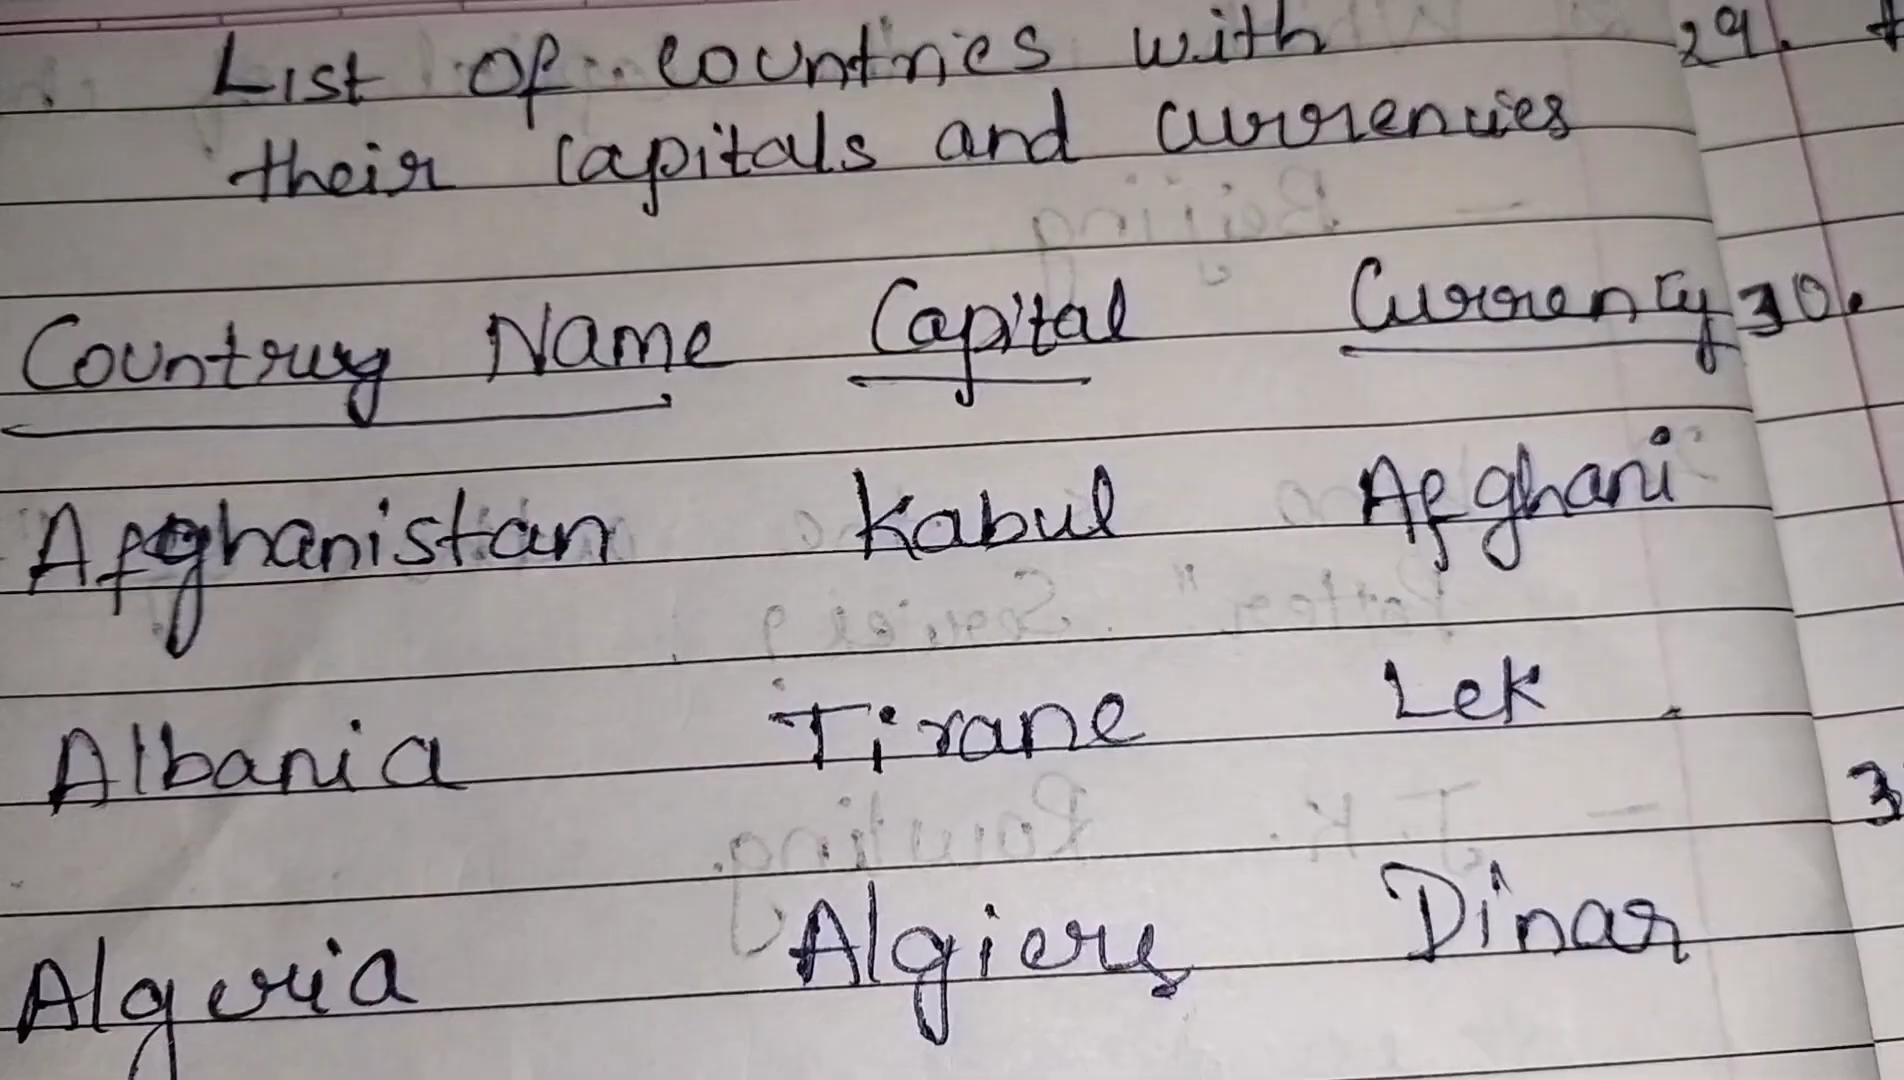 List of countries with
their capitals and currencies
Country Name Capital Currency
Afghanistan Kabul Afghani
Albania Tirane Lek
Algeria Algiers Dinar
29.
30.
3